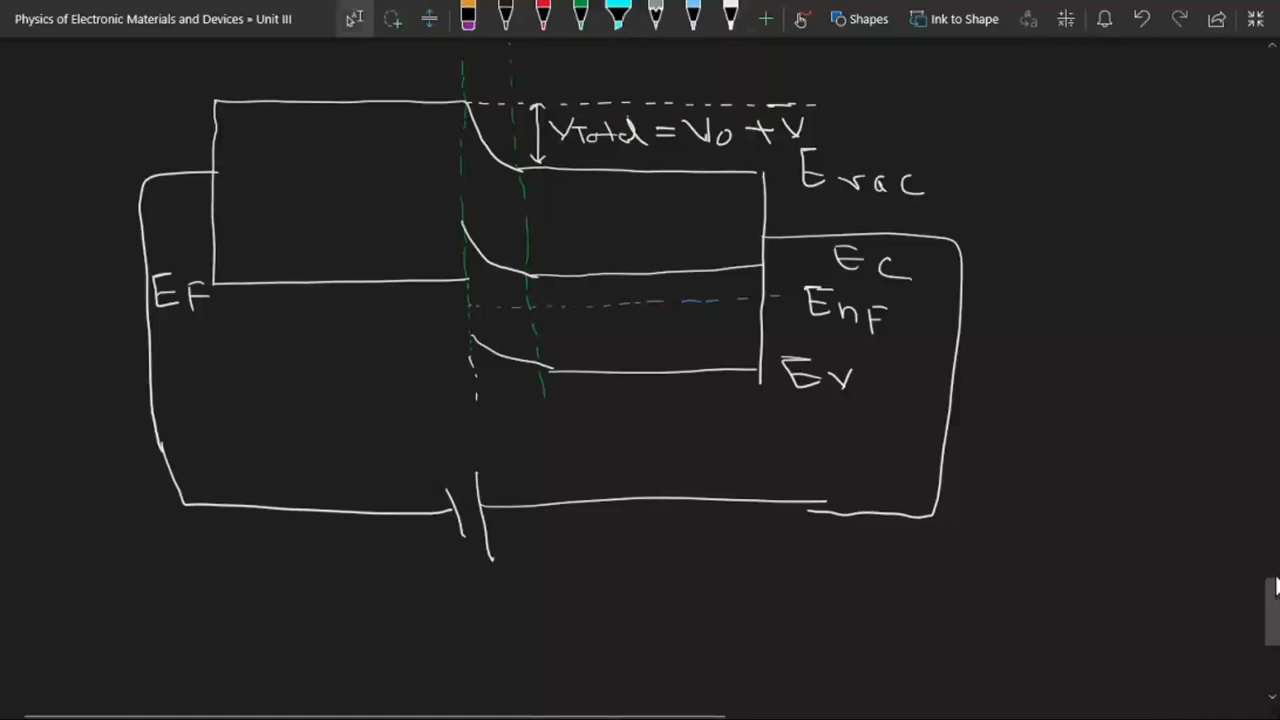 Physics of Electronic Materials and Devices » Unit III
Shapes
Ink to Shape
VTotal = V0 + V
Evac
EC
EF
EnF
EV